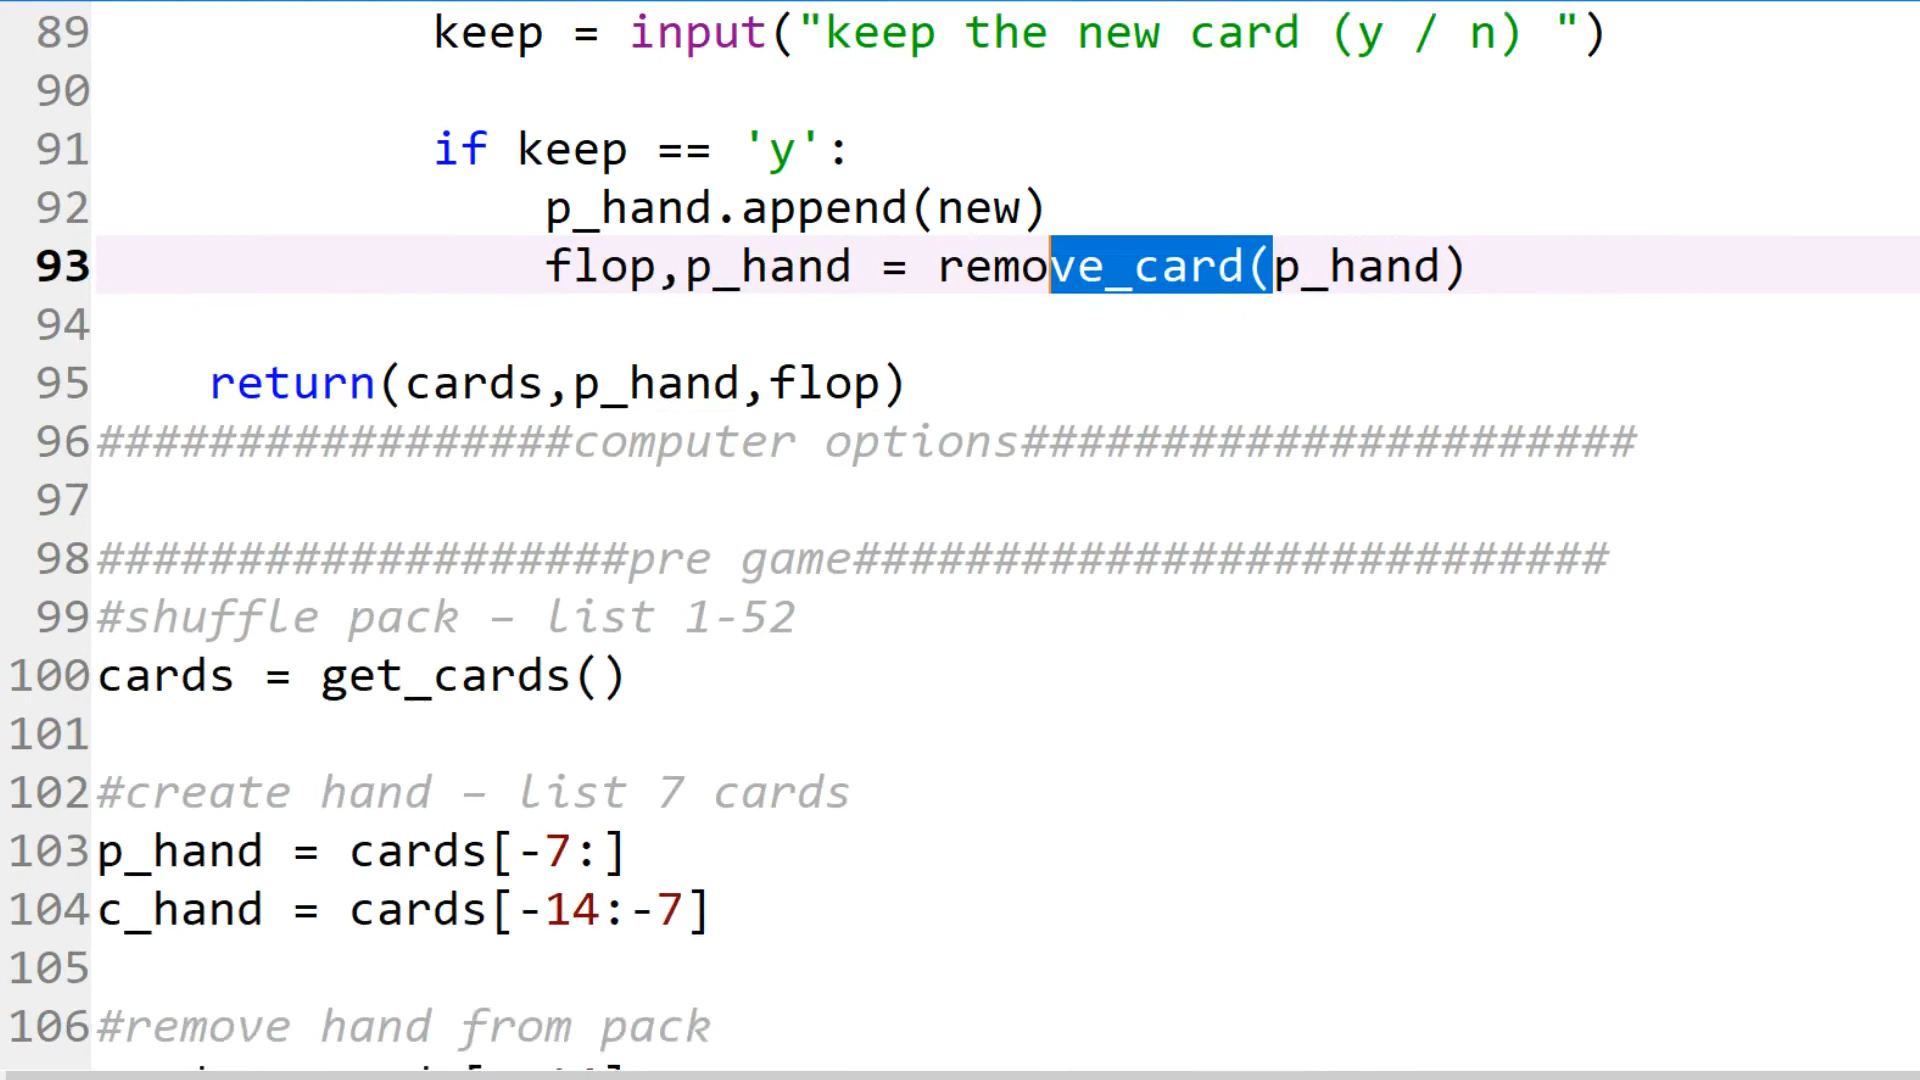 89 keep = input("keep the new card (y / n) ")
90
91 if keep == 'y':
92 p_hand.append(new)
93 flop,p_hand = remove_card(p_hand)
94
95 return(cards,p_hand,flop)
96 #################computer options######################
97
98 ###################pre game###########################
99 #shuffle pack – list 1-52
100 cards = get_cards()
101
102 #create hand – list 7 cards
103 p_hand = cards[-7:]
104 c_hand = cards[-14:-7]
105
106 #remove hand from pack